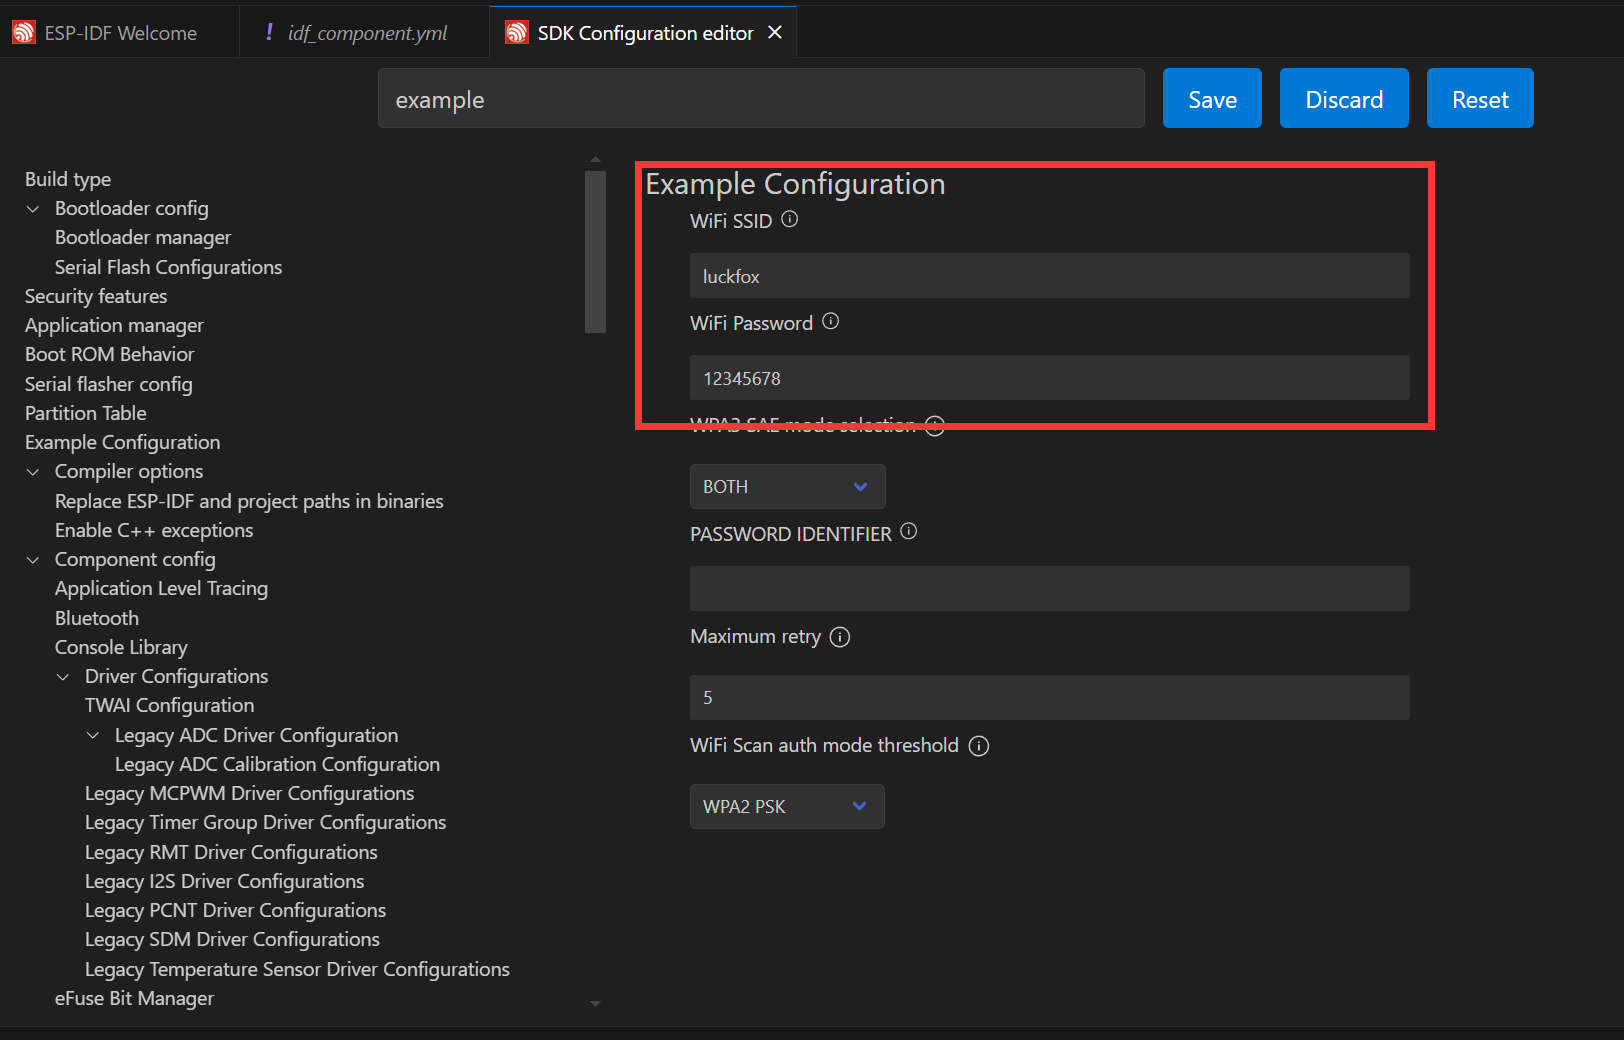 ESP-IDF Welcome
! idf_component.yml
SDK Configuration editor
example
Save
Discard
Reset
Build type
Bootloader config
Bootloader manager
Serial Flash Configurations
Security features
Application manager
Boot ROM Behavior
Serial flasher config
Partition Table
Example Configuration
Compiler options
Replace ESP-IDF and project paths in binaries
Enable C++ exceptions
Component config
Application Level Tracing
Bluetooth
Console Library
Driver Configurations
TWAI Configuration
Legacy ADC Driver Configuration
Legacy ADC Calibration Configuration
Legacy MCPWM Driver Configurations
Legacy Timer Group Driver Configurations
Legacy RMT Driver Configurations
Legacy I2S Driver Configurations
Legacy PCNT Driver Configurations
Legacy SDM Driver Configurations
Legacy Temperature Sensor Driver Configurations
eFuse Bit Manager
Example Configuration
WiFi SSID
luckfox
WiFi Password
12345678
WPA3 SAE mode selection
BOTH
PASSWORD IDENTIFIER
Maximum retry
5
WiFi Scan auth mode threshold
WPA2 PSK